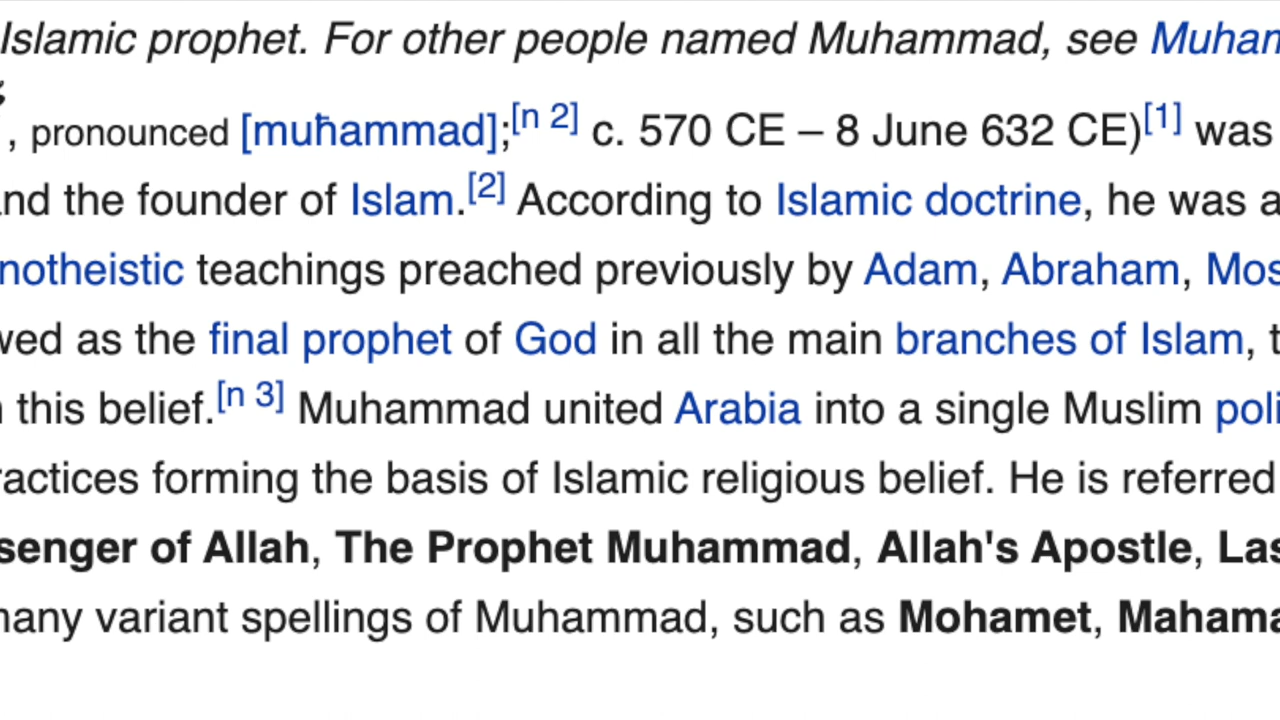 Islamic prophet. For other people named Muhammad, see
, pronounced [muħammad];[n 2] c. 570 CE – 8 June 632 CE)[1] was
and the founder of Islam.[2] According to Islamic doctrine, he was a
notheistic teachings preached previously by Adam, Abraham, Mos
wed as the final prophet of God in all the main branches of Islam, t
this belief.[n 3] Muhammad united Arabia into a single Muslim poli
ractices forming the basis of Islamic religious belief. He is referred
senger of Allah, The Prophet Muhammad, Allah's Apostle, Las
many variant spellings of Muhammad, such as Mohamet, Mahama